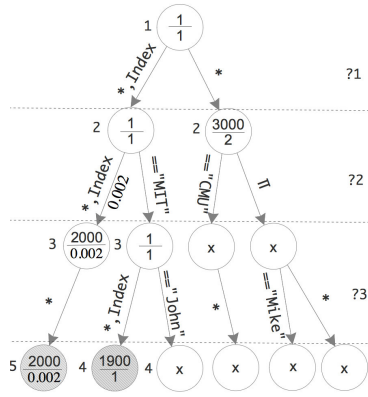 1 1/1
*,Index * ?1
2 1/1 2 3000/2
*,Index 0.002 =="MIT" =="CMU" Π ?2
3 2000/0.002 3 1/1 x x
* *,Index =="John" * =="Mike" * ?3
5 2000/0.002 4 1900/1 4 x x x x